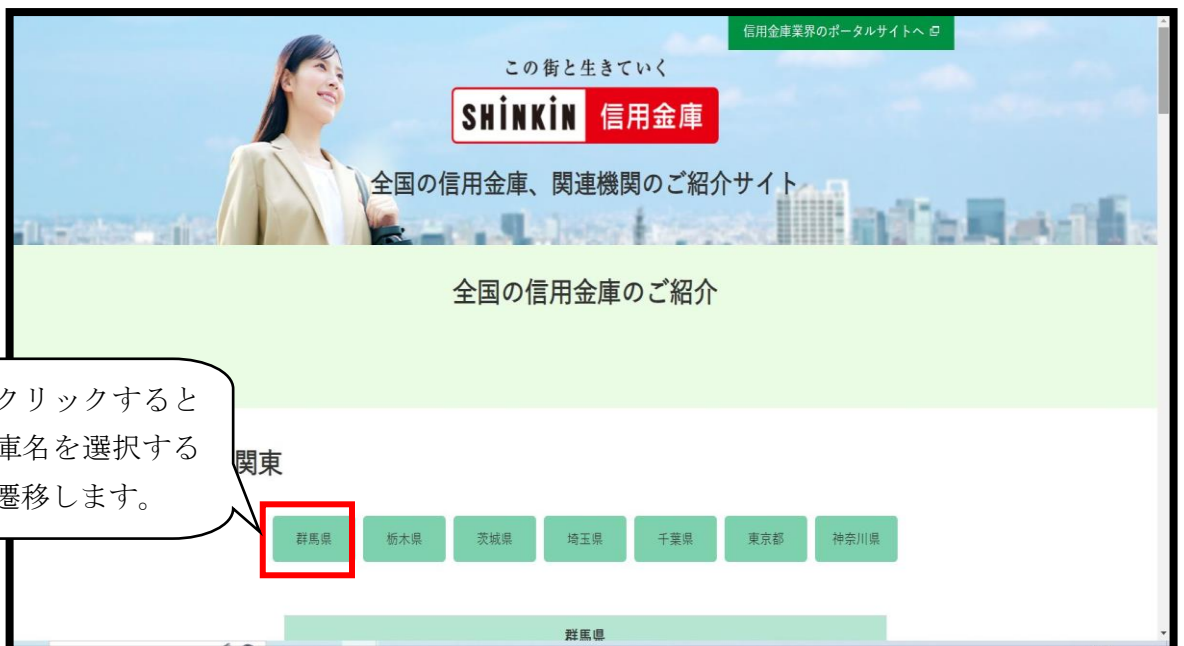 信用金庫業界のポータルサイトへ
この街と生きていく
SHINKIN 信用金庫
全国の信用金庫、関連機関のご紹介サイト
全国の信用金庫のご紹介
クリックすると
庫名を選択する
遷移します。
関東
群馬県 栃木県 茨城県 埼玉県 千葉県 東京都 神奈川県
群馬県